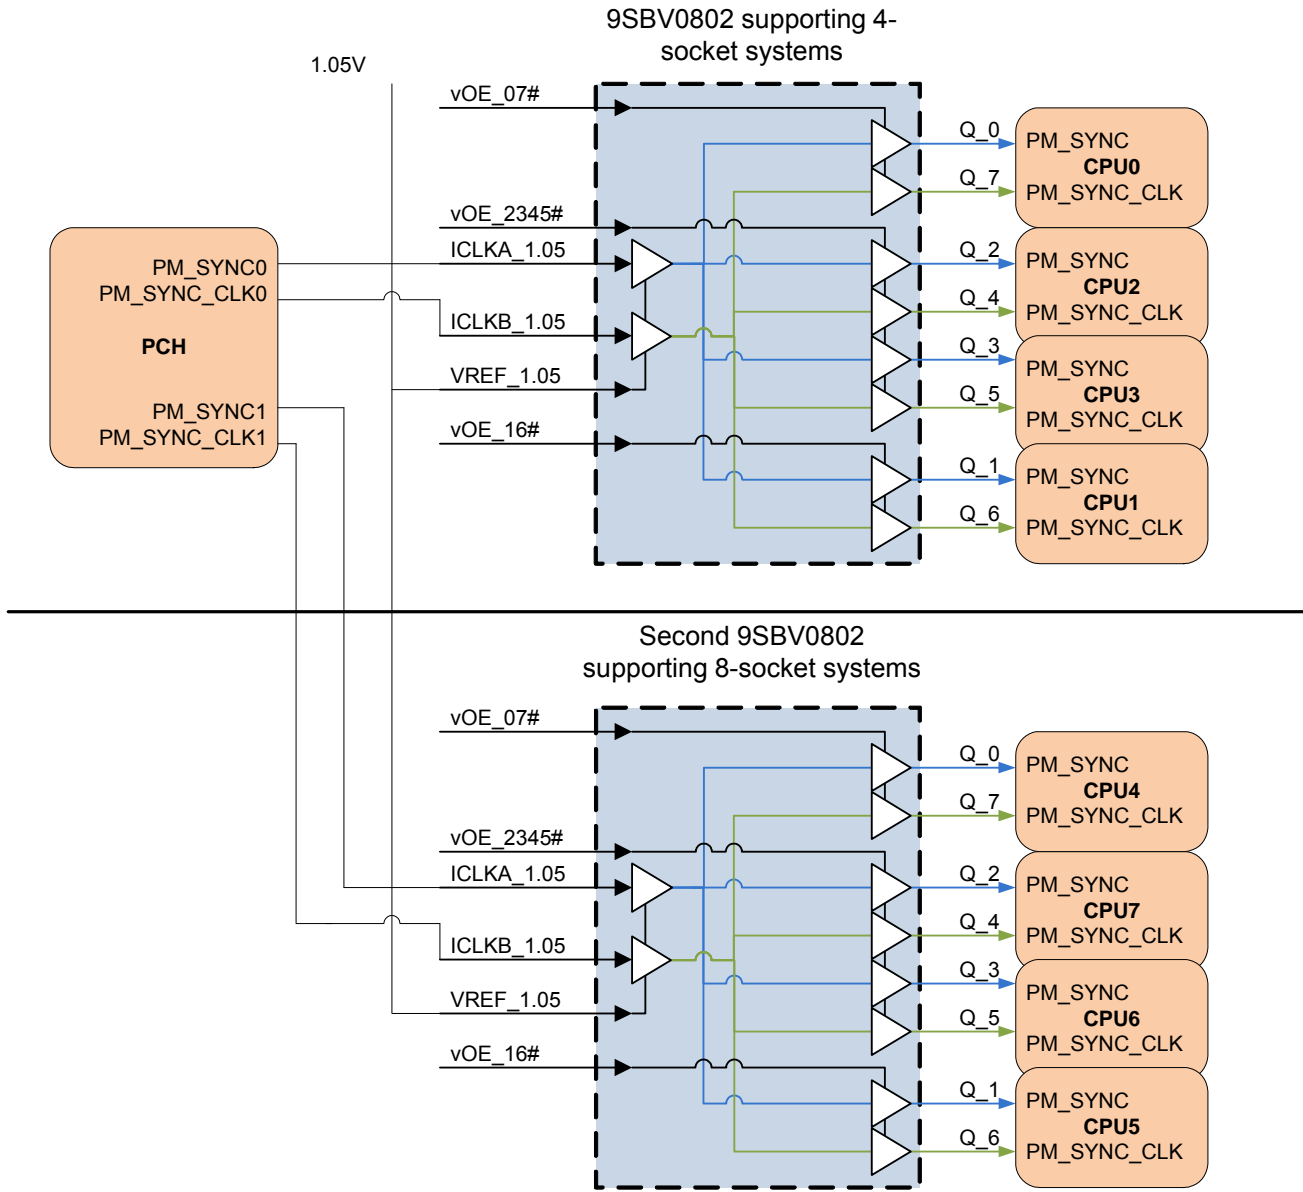 9SBV0802 supporting 4-
socket systems
1.05V
vOE_07#
vOE_2345#
ICLKA_1.05
ICLKB_1.05
VREF_1.05
vOE_16#
PM_SYNC0
PM_SYNC_CLK0
PCH
PM_SYNC1
PM_SYNC_CLK1
Q_0
Q_7
Q_2
Q_4
Q_3
Q_5
Q_1
Q_6
PM_SYNC
CPU0
PM_SYNC_CLK
PM_SYNC
CPU2
PM_SYNC_CLK
PM_SYNC
CPU3
PM_SYNC_CLK
PM_SYNC
CPU1
PM_SYNC_CLK
Second 9SBV0802
supporting 8-socket systems
vOE_07#
vOE_2345#
ICLKA_1.05
ICLKB_1.05
VREF_1.05
vOE_16#
Q_0
Q_7
Q_2
Q_4
Q_3
Q_5
Q_1
Q_6
PM_SYNC
CPU4
PM_SYNC_CLK
PM_SYNC
CPU7
PM_SYNC_CLK
PM_SYNC
CPU6
PM_SYNC_CLK
PM_SYNC
CPU5
PM_SYNC_CLK